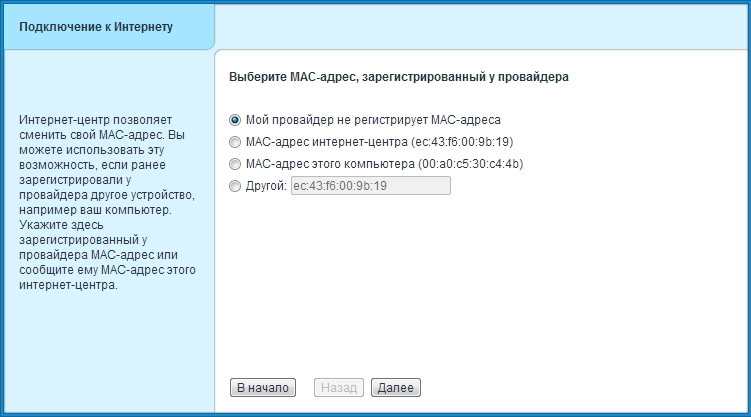 Подключение к Интернету
Выберите MAC-адрес, зарегистрированный у провайдера
Интернет-центр позволяет
сменить свой MAC-адрес. Вы
можете использовать эту
возможность, если ранее
зарегистрировали у
провайдера другое устройство,
например ваш компьютер.
Укажите здесь
зарегистрированный у
провайдера MAC-адрес или
сообщите ему MAC-адрес этого
интернет-центра.
Мой провайдер не регистрирует MAC-адреса
MAC-адрес интернет-центра (ec:43:f6:00:9b:19)
MAC-адрес этого компьютера (00:a0:c5:30:c4:4b)
Другой: ec:43:f6:00:9b:19
В начало Назад Далее